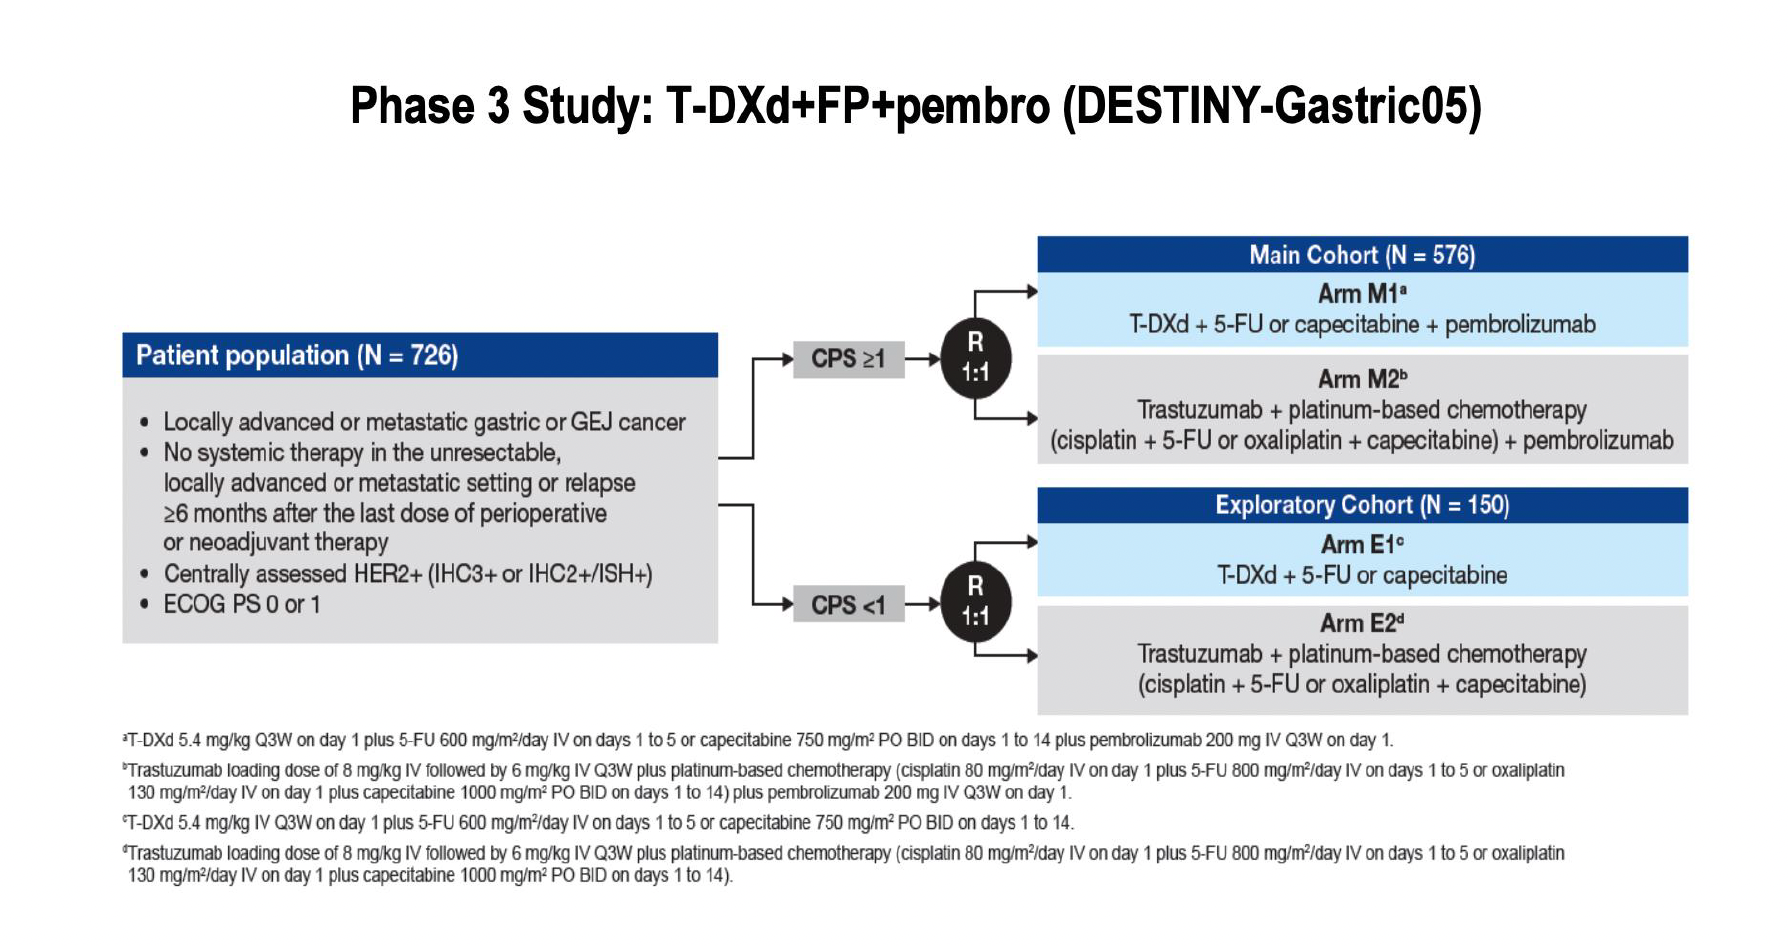 Phase 3 Study: T-DXd+FP+pembro (DESTINY-Gastric05)
Patient population (N = 726)
• Locally advanced or metastatic gastric or GEJ cancer
• No systemic therapy in the unresectable,
locally advanced or metastatic setting or relapse
≥6 months after the last dose of perioperative
or neoadjuvant therapy
• Centrally assessed HER2+ (IHC3+ or IHC2+/ISH+)
• ECOG PS 0 or 1
CPS ≥1
R
1:1
Main Cohort (N = 576)
Arm M1ᵃ
T-DXd + 5-FU or capecitabine + pembrolizumab
Arm M2ᵇ
Trastuzumab + platinum-based chemotherapy
(cisplatin + 5-FU or oxaliplatin + capecitabine) + pembrolizumab
CPS <1
R
1:1
Exploratory Cohort (N = 150)
Arm E1ᶜ
T-DXd + 5-FU or capecitabine
Arm E2ᵈ
Trastuzumab + platinum-based chemotherapy
(cisplatin + 5-FU or oxaliplatin + capecitabine)
ᵃT-DXd 5.4 mg/kg Q3W on day 1 plus 5-FU 600 mg/m²/day IV on days 1 to 5 or capecitabine 750 mg/m² PO BID on days 1 to 14 plus pembrolizumab 200 mg IV Q3W on day 1.
ᵇTrastuzumab loading dose of 8 mg/kg IV followed by 6 mg/kg IV Q3W plus platinum-based chemotherapy (cisplatin 80 mg/m²/day IV on day 1 plus 5-FU 800 mg/m²/day IV on days 1 to 5 or oxaliplatin
130 mg/m²/day IV on day 1 plus capecitabine 1000 mg/m² PO BID on days 1 to 14) plus pembrolizumab 200 mg IV Q3W on day 1.
ᶜT-DXd 5.4 mg/kg IV Q3W on day 1 plus 5-FU 600 mg/m²/day IV on days 1 to 5 or capecitabine 750 mg/m² PO BID on days 1 to 14.
ᵈTrastuzumab loading dose of 8 mg/kg IV followed by 6 mg/kg IV Q3W plus platinum-based chemotherapy (cisplatin 80 mg/m²/day IV on day 1 plus 5-FU 800 mg/m²/day IV on days 1 to 5 or oxaliplatin
130 mg/m²/day IV on day 1 plus capecitabine 1000 mg/m² PO BID on days 1 to 14).